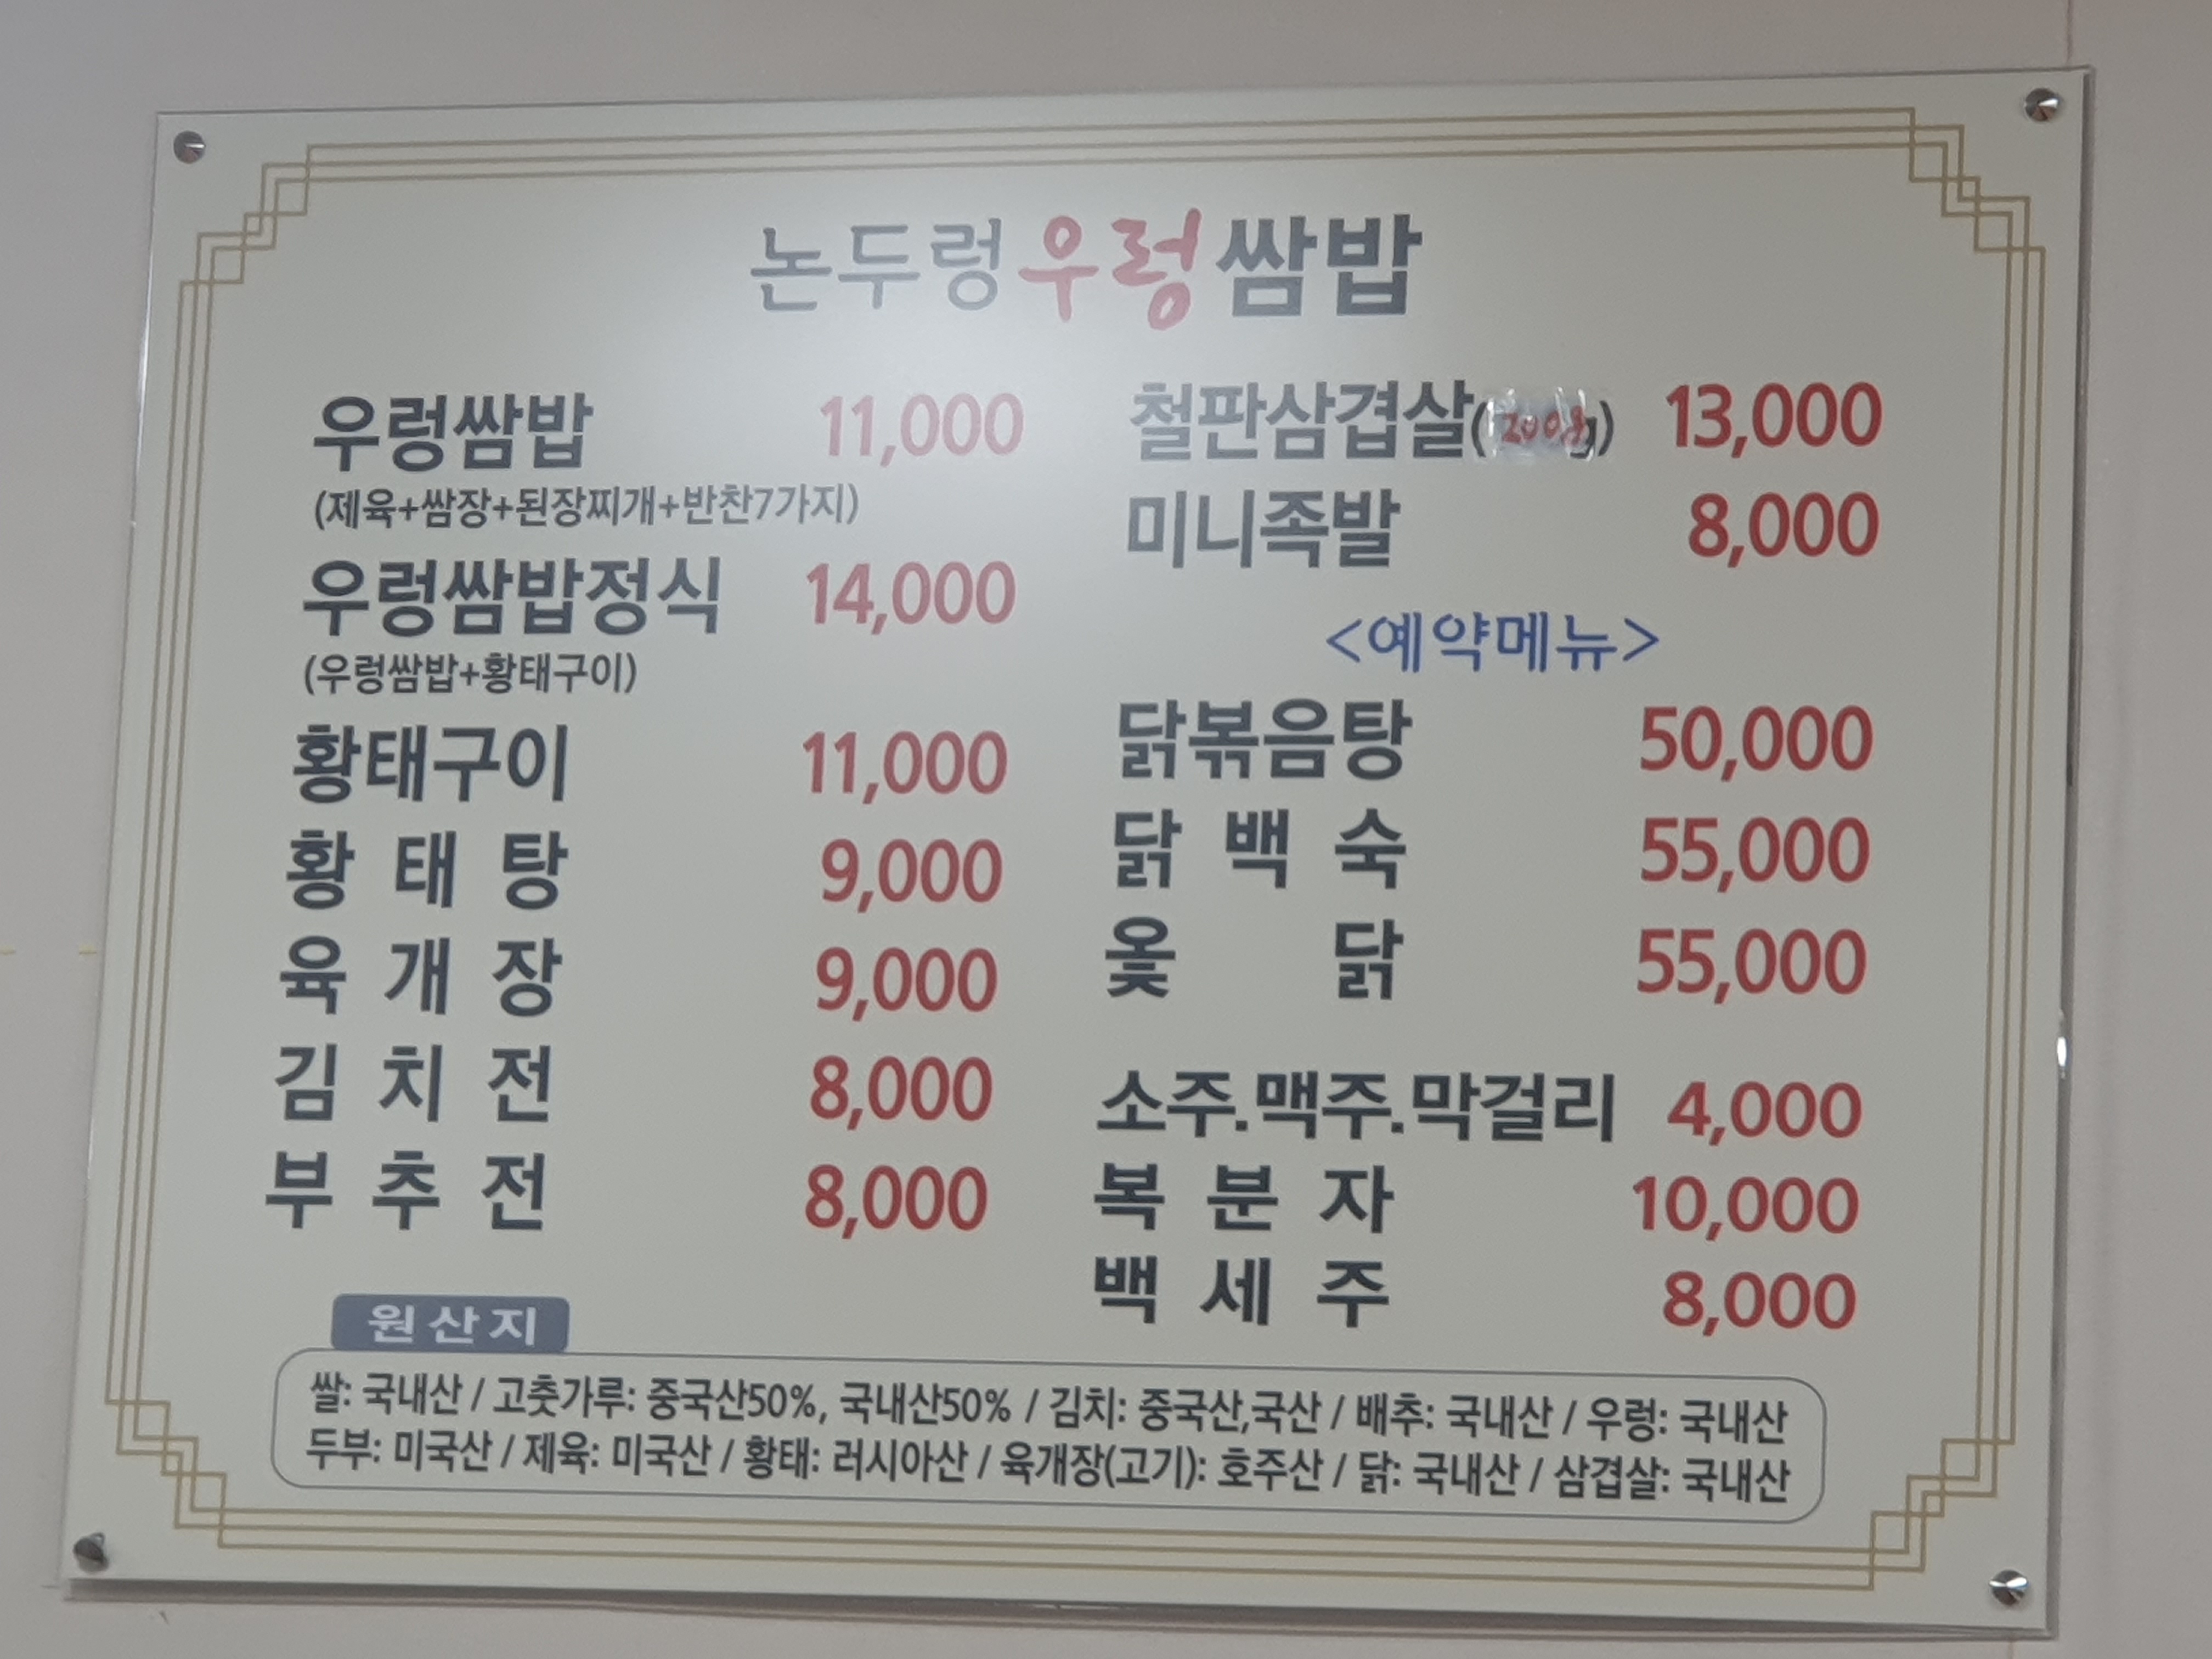 논두렁우렁쌈밥
우렁쌈밥 11,000
(제육+쌈장+된장찌개+반찬7가지)
우렁쌈밥정식 14,000
(우렁쌈밥+황태구이)
황태구이 11,000
황 태 탕 9,000
육 개 장 9,000
김 치 전 8,000
부 추 전 8,000
철판삼겹살(200g) 13,000
미니족발 8,000
<예약메뉴>
닭볶음탕 50,000
닭 백 숙 55,000
옻 닭 55,000
소주.맥주.막걸리 4,000
복 분 자 10,000
백 세 주 8,000
원산지
쌀: 국내산 / 고춧가루: 중국산50%, 국내산50% / 김치: 중국산,국산 / 배추: 국내산 / 우렁: 국내산
두부: 미국산 / 제육: 미국산 / 황태: 러시아산 / 육개장(고기): 호주산 / 닭: 국내산 / 삼겹살: 국내산